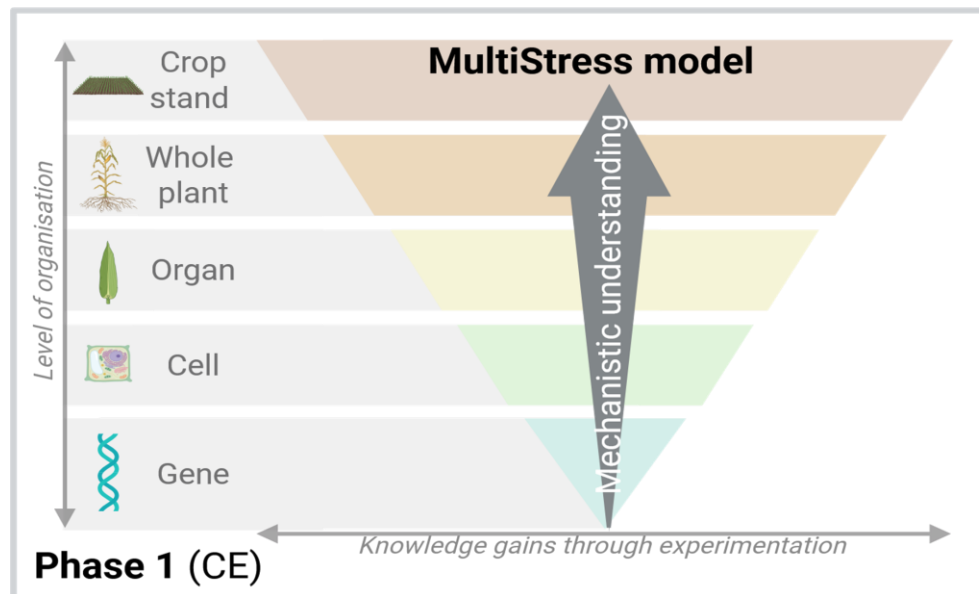 Level of organisation
Crop
stand
MultiStress model
Whole
plant
Organ
Cell
Gene
Mechanistic understanding
Knowledge gains through experimentation
Phase 1 (CE)